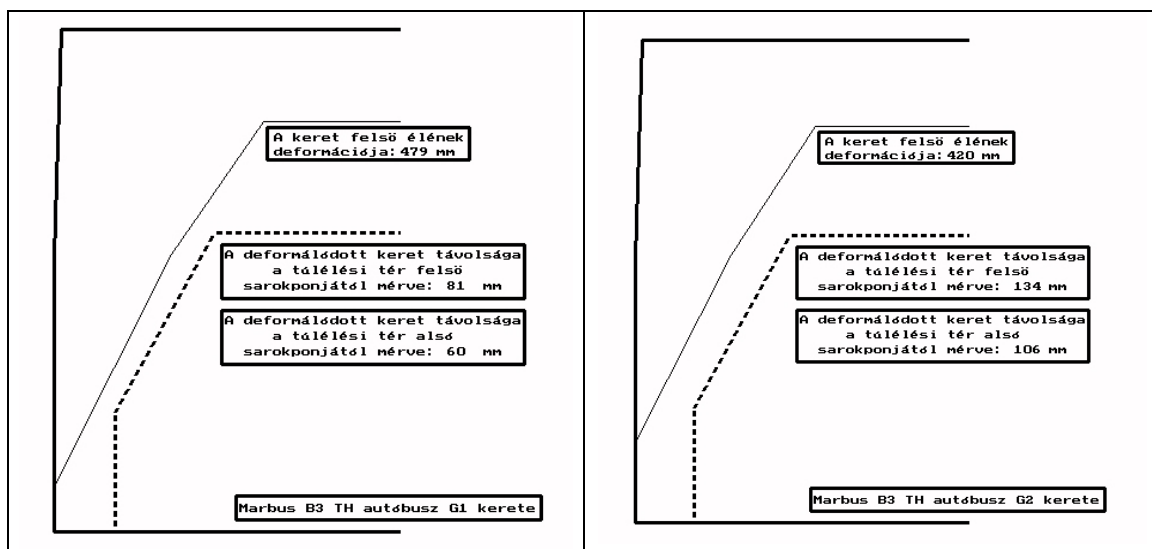 A keret felsö élének
deformációja: 479 mm
A deformálódott keret távolsága
a túlélési tér felsö
sarokponjától mérve: 81 mm
A deformálódott keret távolsága
a túlélési tér alsó
sarokponjától mérve: 60 mm
Marbus B3 TH autóbusz G1 kerete
A keret felsö élének
deformációja: 420 mm
A deformálódott keret távolsága
a túlélési tér felsö
sarokponjától mérve: 134 mm
A deformálódott keret távolsága
a túlélési tér alsó
sarokponjától mérve: 106 mm
Marbus B3 TH autóbusz G2 kerete